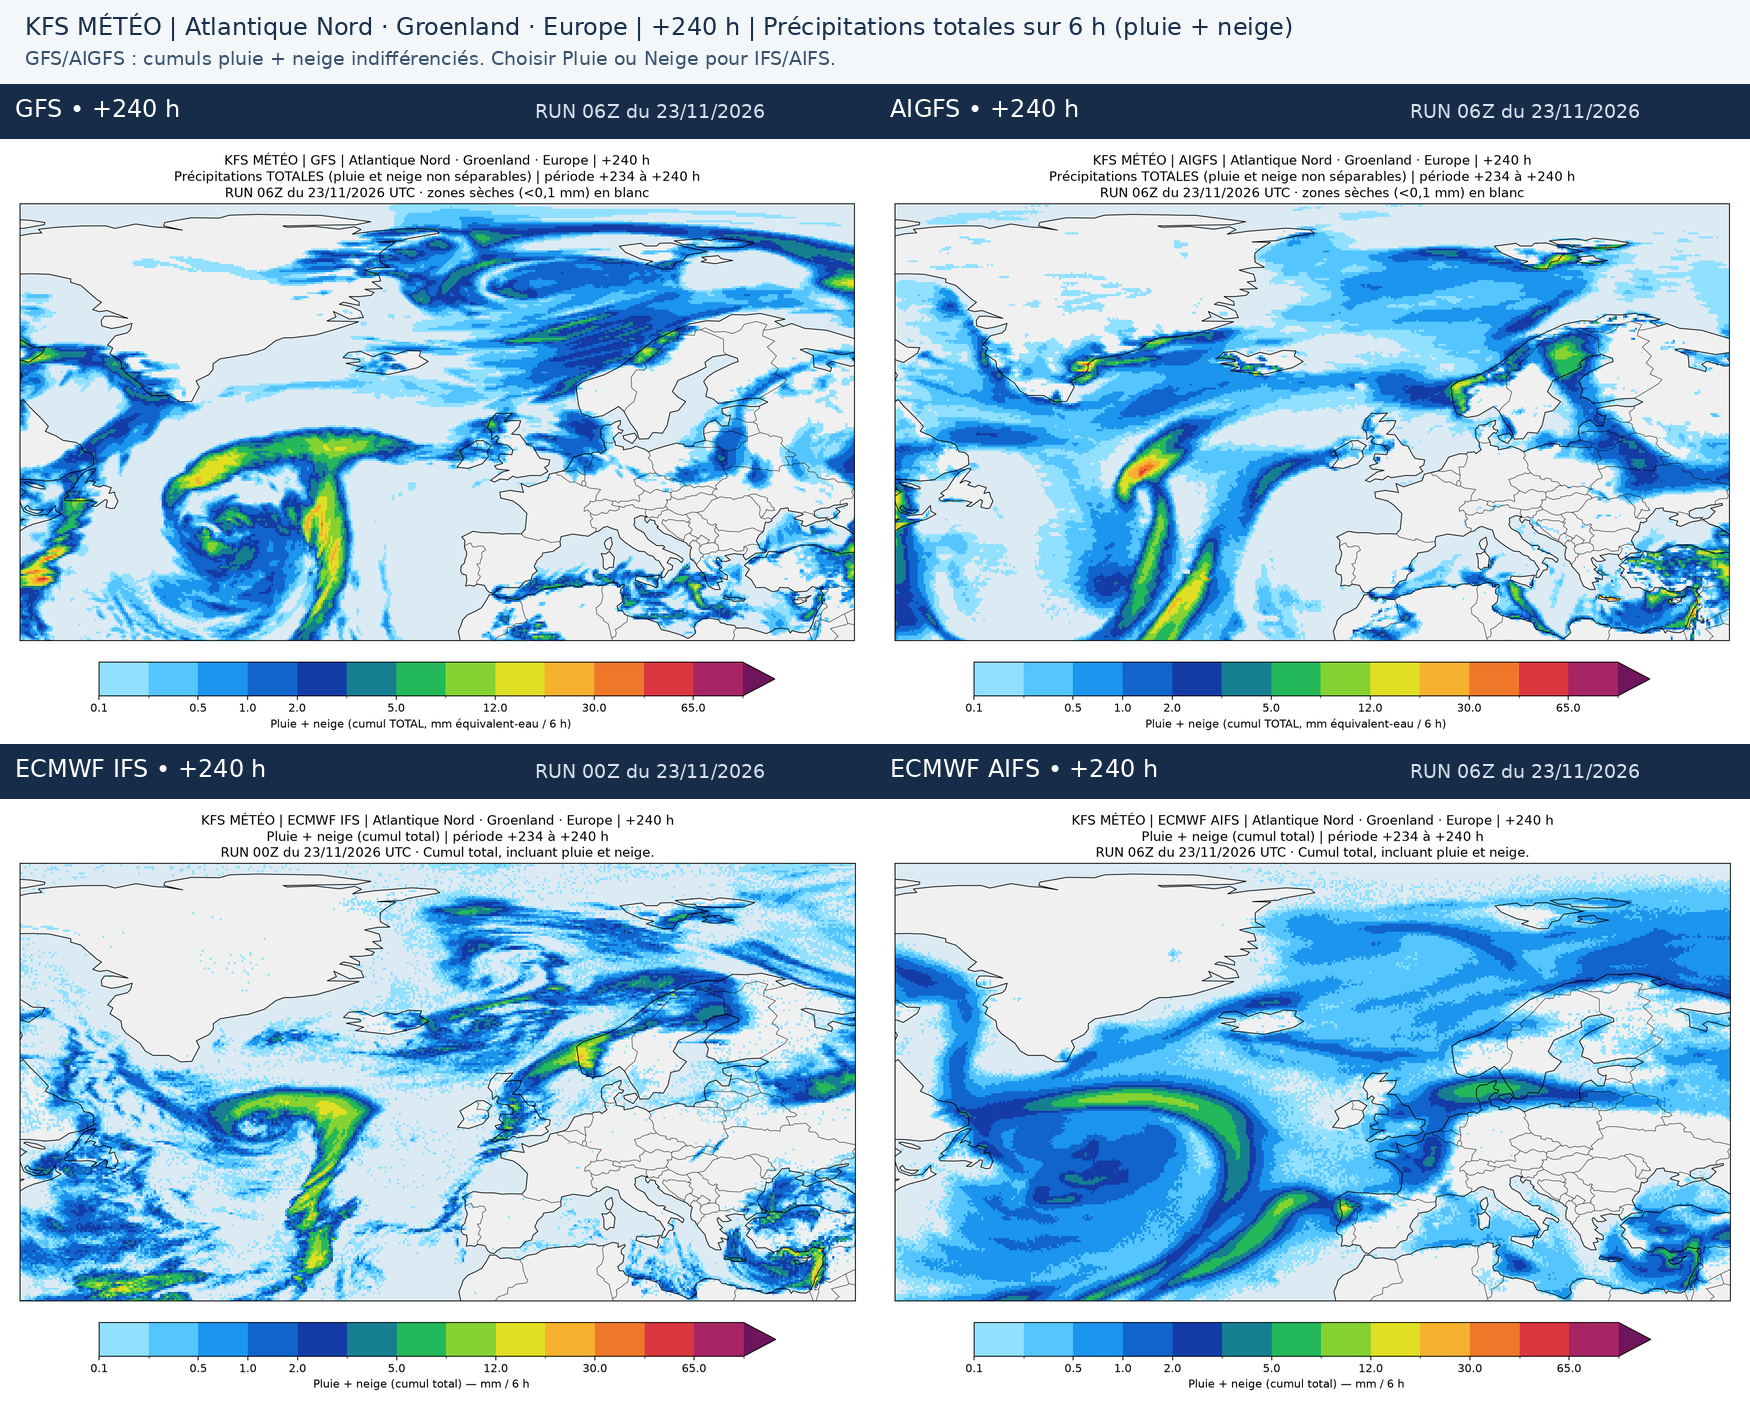 KFS MÉTÉO | Atlantique Nord · Groenland · Europe | +240 h | Précipitations totales sur 6 h (pluie + neige)
GFS/AIGFS : cumuls pluie + neige indifférenciés. Choisir Pluie ou Neige pour IFS/AIFS.
GFS • +240 h RUN 06Z du 23/11/2026
KFS MÉTÉO | GFS | Atlantique Nord · Groenland · Europe | +240 h
Précipitations TOTALES (pluie et neige non séparables) | période +234 à +240 h
RUN 06Z du 23/11/2026 UTC · zones sèches (<0,1 mm) en blanc
0.1 0.5 1.0 2.0 5.0 12.0 30.0 65.0
Pluie + neige (cumul TOTAL, mm équivalent-eau / 6 h)
AIGFS • +240 h RUN 06Z du 23/11/2026
KFS MÉTÉO | AIGFS | Atlantique Nord · Groenland · Europe | +240 h
Précipitations TOTALES (pluie et neige non séparables) | période +234 à +240 h
RUN 06Z du 23/11/2026 UTC · zones sèches (<0,1 mm) en blanc
0.1 0.5 1.0 2.0 5.0 12.0 30.0 65.0
Pluie + neige (cumul TOTAL, mm équivalent-eau / 6 h)
ECMWF IFS • +240 h RUN 00Z du 23/11/2026
KFS MÉTÉO | ECMWF IFS | Atlantique Nord · Groenland · Europe | +240 h
Pluie + neige (cumul total) | période +234 à +240 h
RUN 00Z du 23/11/2026 UTC · Cumul total, incluant pluie et neige.
0.1 0.5 1.0 2.0 5.0 12.0 30.0 65.0
Pluie + neige (cumul total) — mm / 6 h
ECMWF AIFS • +240 h RUN 06Z du 23/11/2026
KFS MÉTÉO | ECMWF AIFS | Atlantique Nord · Groenland · Europe | +240 h
Pluie + neige (cumul total) | période +234 à +240 h
RUN 06Z du 23/11/2026 UTC · Cumul total, incluant pluie et neige.
0.1 0.5 1.0 2.0 5.0 12.0 30.0 65.0
Pluie + neige (cumul total) — mm / 6 h